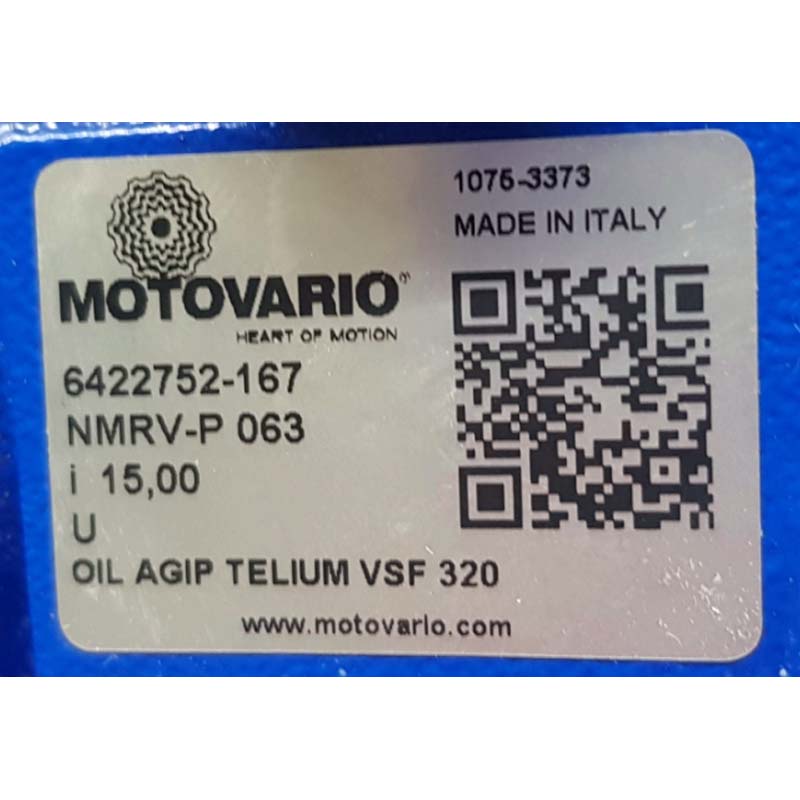 1075-3373
MADE IN ITALY
MOTOVARIO
HEART OF MOTION
6422752-167
NMRV-P 063
i 15,00
U
OIL AGIP TELIUM VSF 320
www.motovario.com